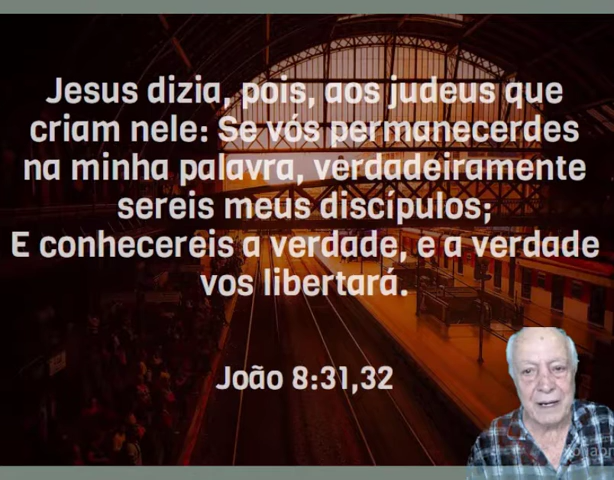 Jesus dizia, pois, aos judeus que
criam nele: Se vós permanecerdes
na minha palavra, verdadeiramente
sereis meus discípulos;
E conhecereis a verdade, e a verdade
vos libertará.
João 8:31,32